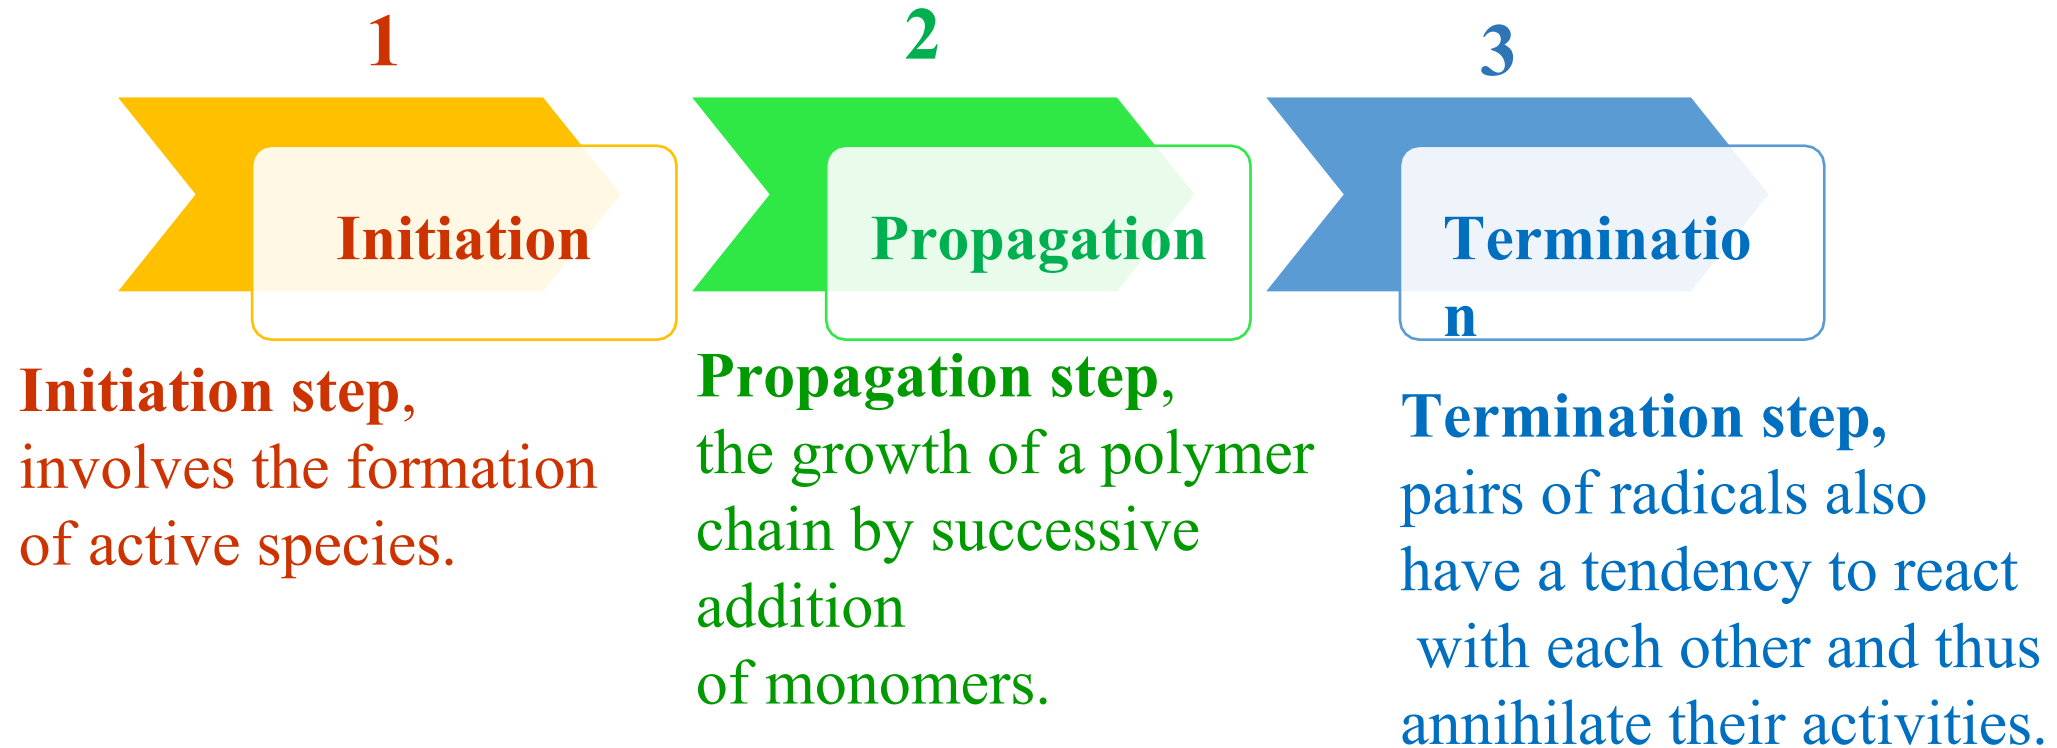 1
Initiation
Initiation step,
involves the formation
of active species.
2
Propagation
Propagation step,
the growth of a polymer
chain by successive
addition
of monomers.
3
Terminatio
n
Termination step,
pairs of radicals also
have a tendency to react
with each other and thus
annihilate their activities.